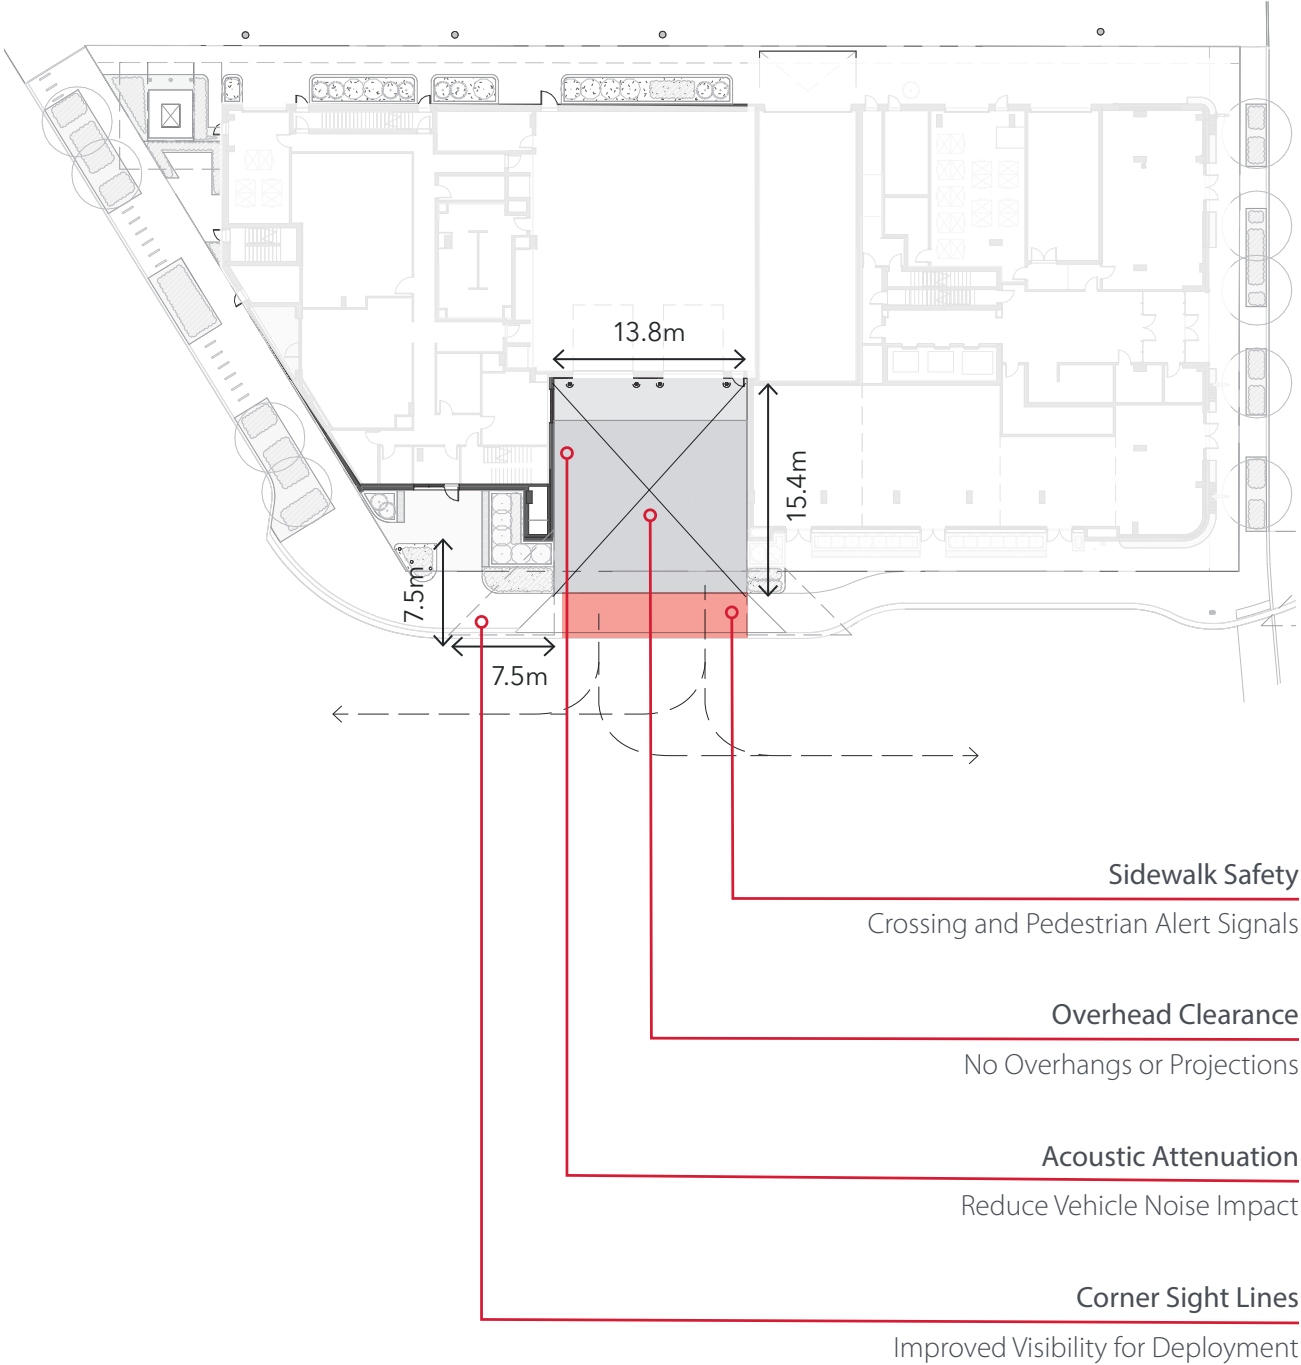 13.8m
15.4m
7.5m
7.5m
Sidewalk Safety
Crossing and Pedestrian Alert Signals
Overhead Clearance
No Overhangs or Projections
Acoustic Attenuation
Reduce Vehicle Noise Impact
Corner Sight Lines
Improved Visibility for Deployment